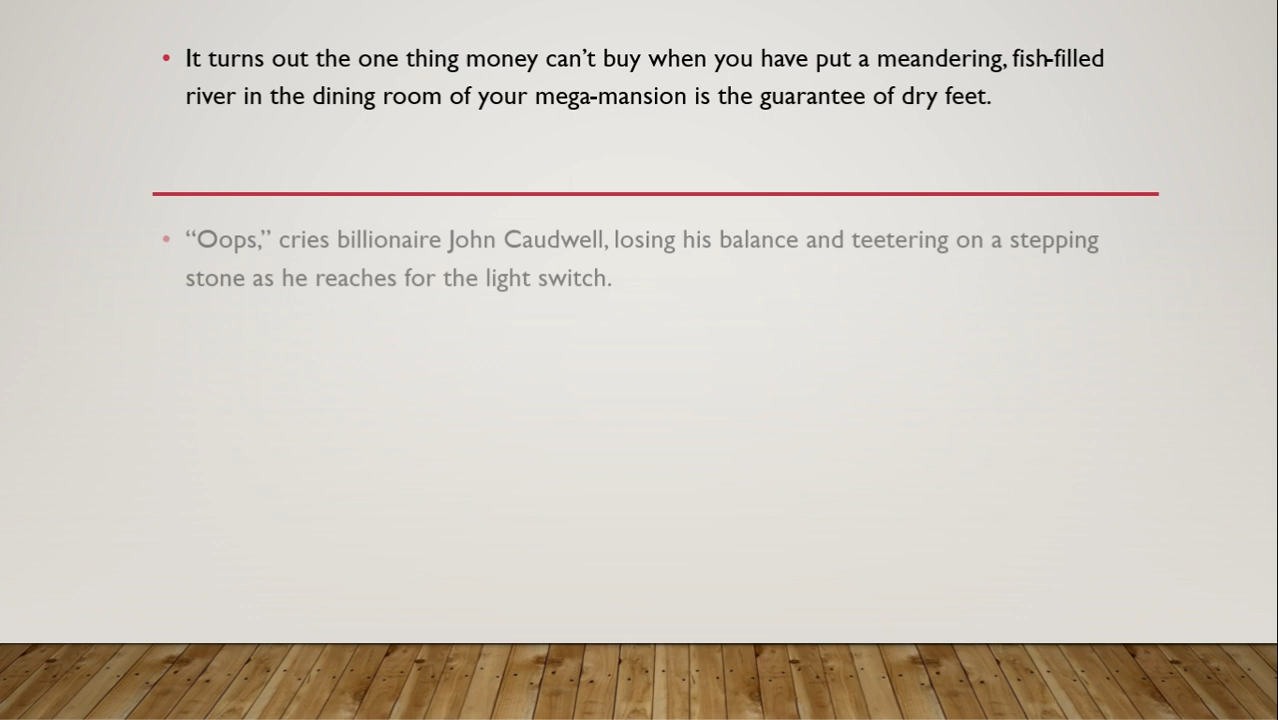 • It turns out the one thing money can’t buy when you have put a meandering, fish-filled
river in the dining room of your mega-mansion is the guarantee of dry feet.
• “Oops,” cries billionaire John Caudwell, losing his balance and teetering on a stepping
stone as he reaches for the light switch.